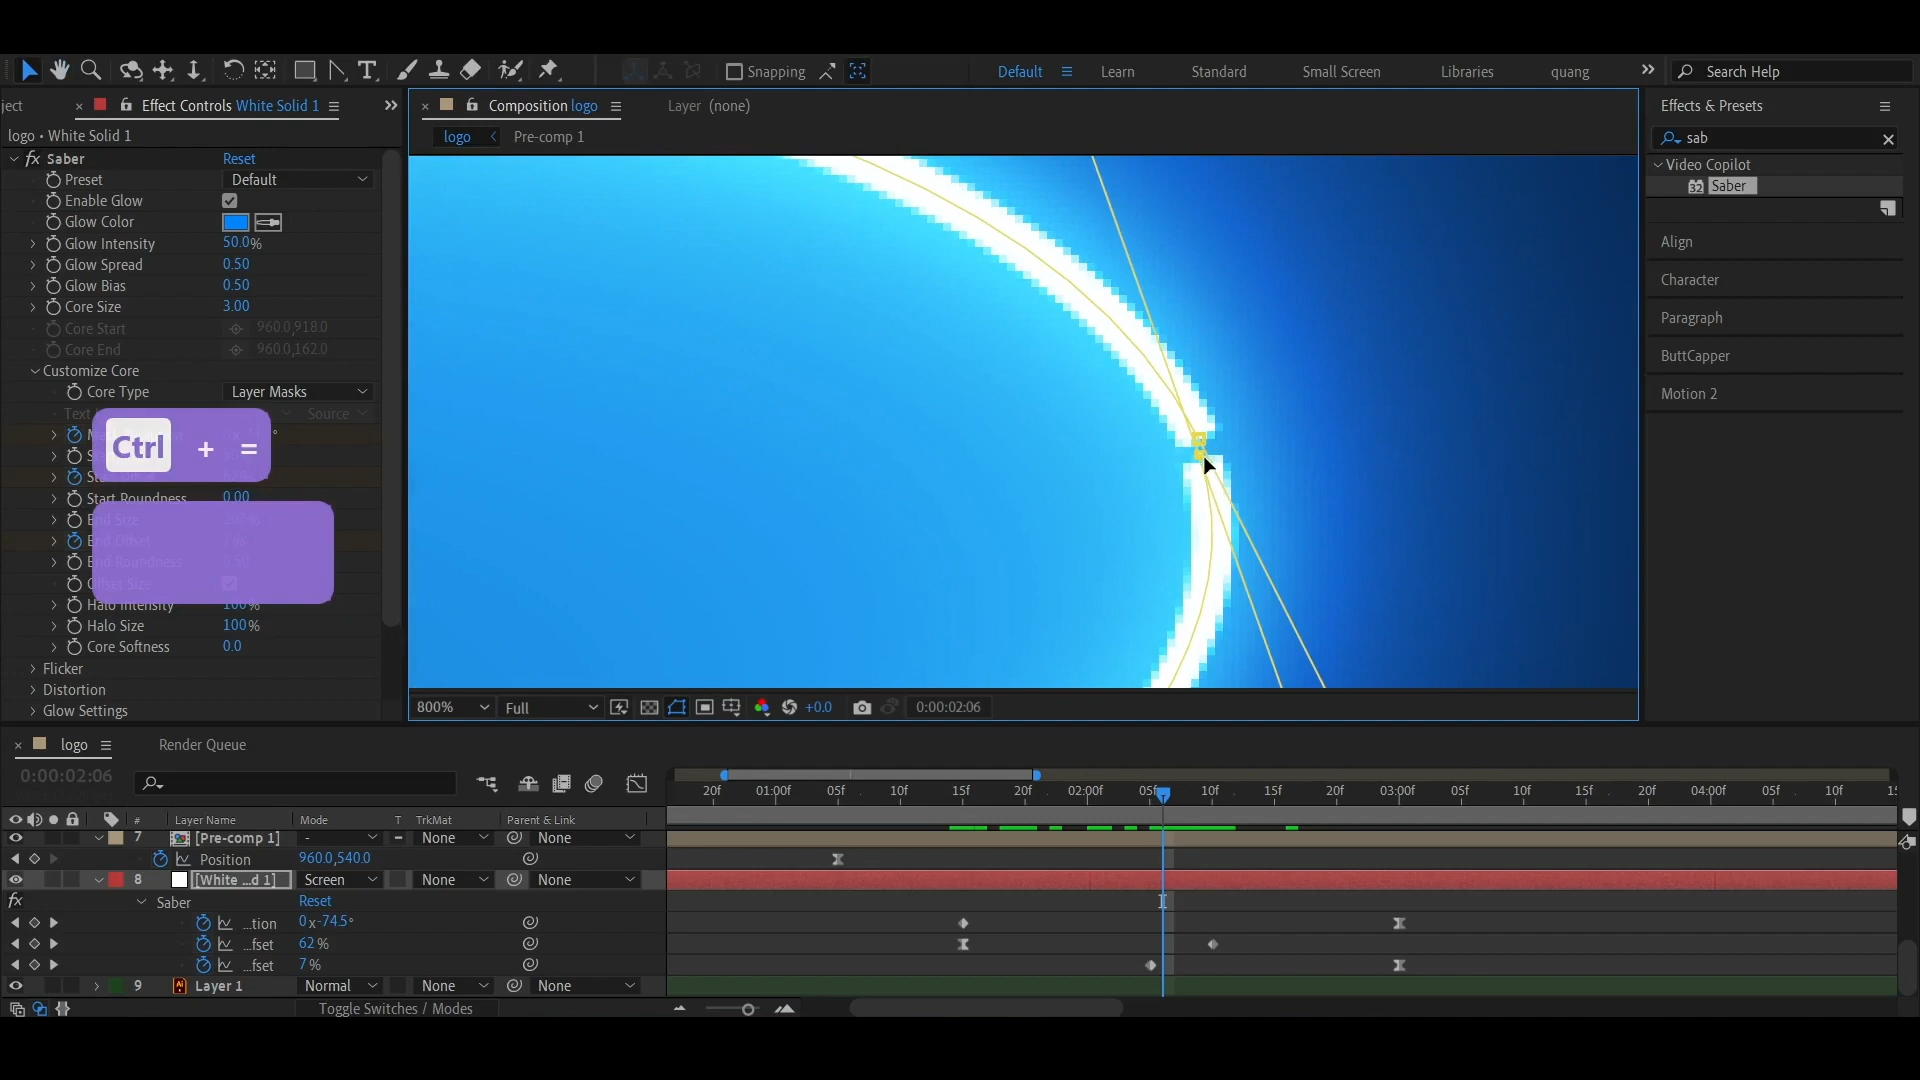 Snapping
Default
Learn
Standard
Small Screen
Libraries
quang
Search Help
ject
Effect Controls White Solid 1
Composition logo
Layer (none)
Effects & Presets
logo • White Solid 1
logo
Pre-comp 1
sab
Saber
Reset
Video Copilot
Preset
Default
32
Saber
Enable Glow
Glow Color
Glow Intensity
50.0%
Align
Glow Spread
0.50
Glow Bias
0.50
Character
Core Size
3.00
Paragraph
Core Start
960.0,918.0
Core End
960.0,162.0
ButtCapper
Customize Core
Core Type
Layer Masks
Motion 2
Text
Source
Ctrl + =
Start Roundness
0.00
End Size
End Offset
End Roundness
Offset Size
Halo Intensity
100%
Halo Size
100%
Core Softness
0.0
Flicker
Distortion
Glow Settings
800%
Full
+0.0
0:00:02:06
logo
Render Queue
0:00:02:06
20f
01:00f
05f
10f
15f
20f
02:00f
05f
10f
15f
20f
03:00f
05f
10f
15f
20f
04:00f
05f
10f
#
Layer Name
Mode
T
TrkMat
Parent & Link
7
[Pre-comp 1]
-
None
None
Position
960.0,540.0
8
[White ...d 1]
Screen
None
None
fx
Saber
Reset
...tion
0x-74.5°
...fset
62%
...fset
7%
9
Ai
Layer 1
Normal
None
None
Toggle Switches / Modes